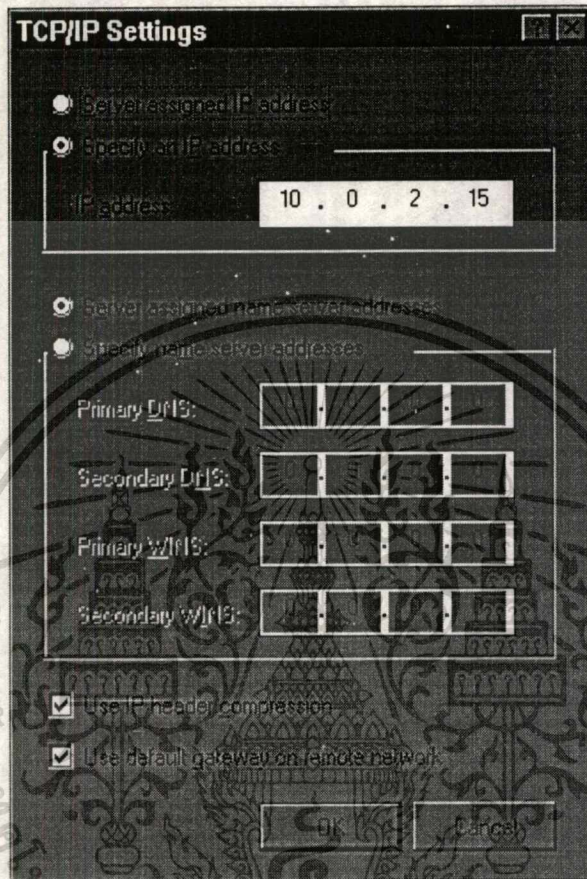 TCP/IP Settings
Server assigned IP address
Specify an IP address
IP address
10 . 0 . 2 . 15
Server assigned name server addresses
Specify name server addresses
Primary DNS:
Secondary DNS:
Primary WINS:
Secondary WINS:
Use IP header compression
Use default gateway on remote network
OK
Cancel